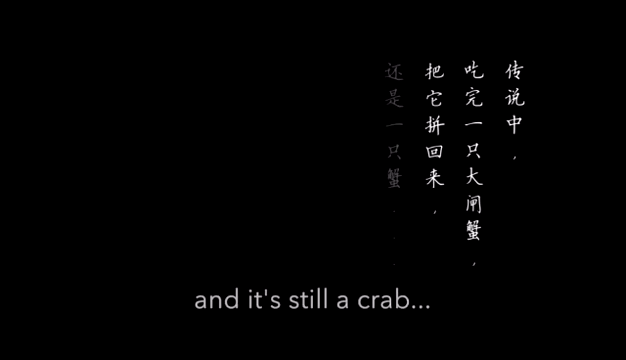 传说中，
吃完一只大闸蟹，
把它拼回来，
还是一只蟹...
and it's still a crab...